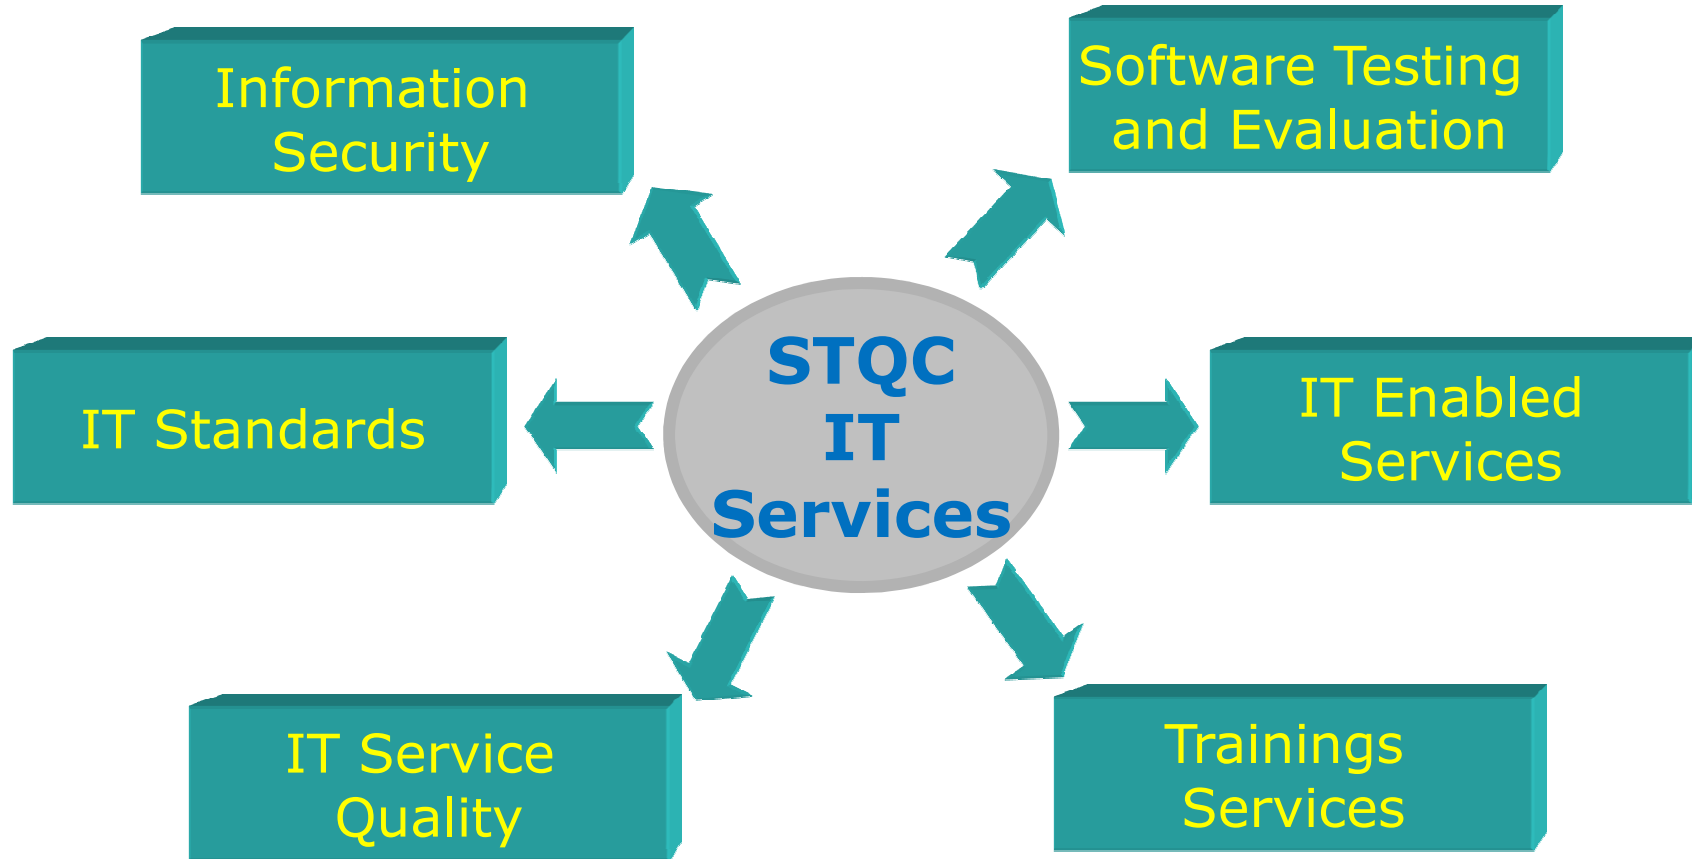 Information
Security
Software Testing
and Evaluation
IT Standards
STQC
IT
Services
IT Enabled
Services
IT Service
Quality
Trainings
Services